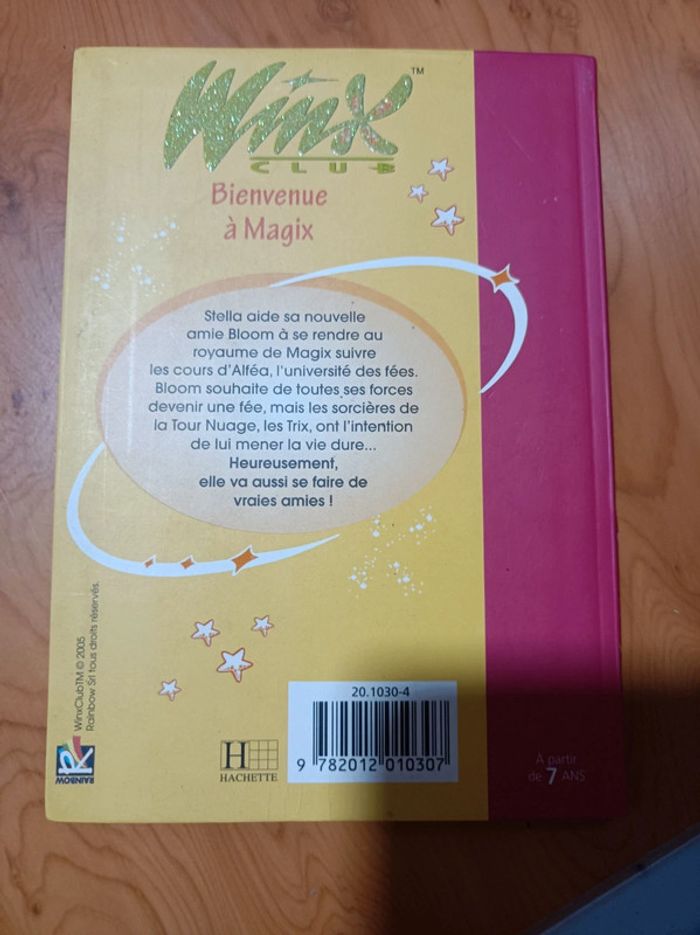 Winx™
CLUB
Bienvenue
à Magix
Stella aide sa nouvelle
amie Bloom à se rendre au
royaume de Magix suivre
les cours d'Alféa, l'université des fées.
Bloom souhaite de toutes ses forces
devenir une fée, mais les sorcières de
la Tour Nuage, les Trix, ont l'intention
de lui mener la vie dure...
Heureusement,
elle va aussi se faire de
vraies amies !
WinxClubTM © 2005
Rainbow Srl tous droits réservés.
RAINBOW
H
HACHETTE
20.1030-4
9 782012 010307
À partir
de 7 ANS